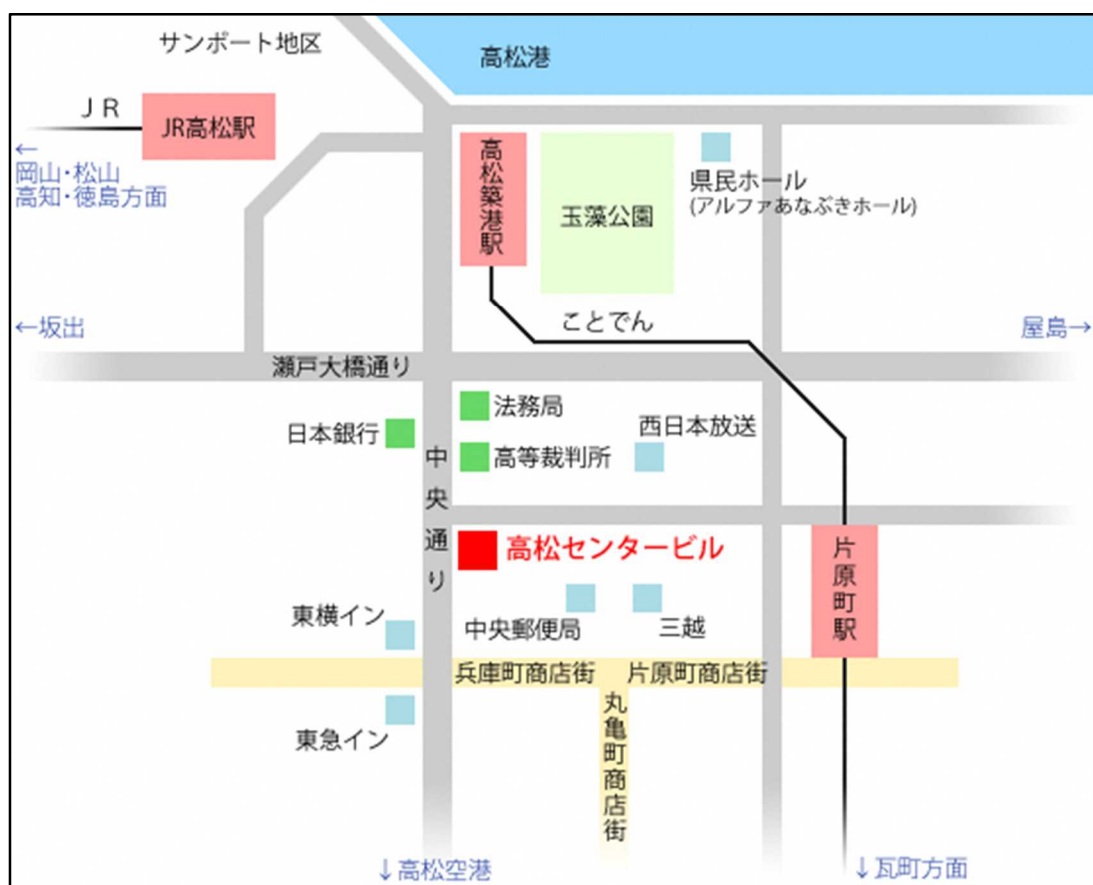 サンポート地区
高松港
JR
JR高松駅
←
岡山・松山
高知・徳島方面
高松築港駅
玉藻公園
県民ホール
(アルファあなぶきホール)
←坂出
ことでん
屋島→
瀬戸大橋通り
法務局
日本銀行
高等裁判所
西日本放送
中央通り
高松センタービル
片原町駅
東横イン
中央郵便局
三越
兵庫町商店街
片原町商店街
丸亀町商店街
東急イン
↓高松空港
↓瓦町方面